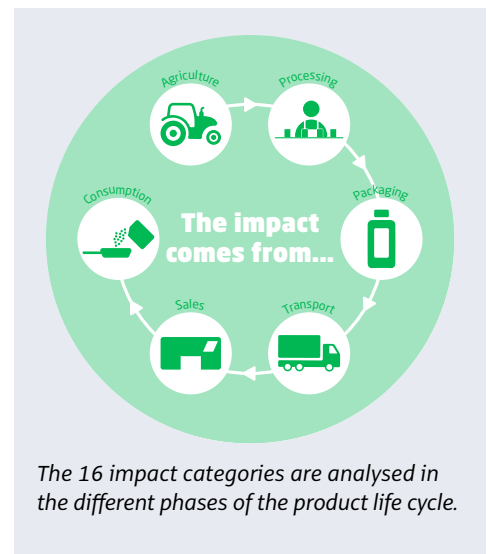 Agriculture
Processing
Packaging
Transport
Sales
Consumption
The impact
comes from...
The 16 impact categories are analysed in
the different phases of the product life cycle.